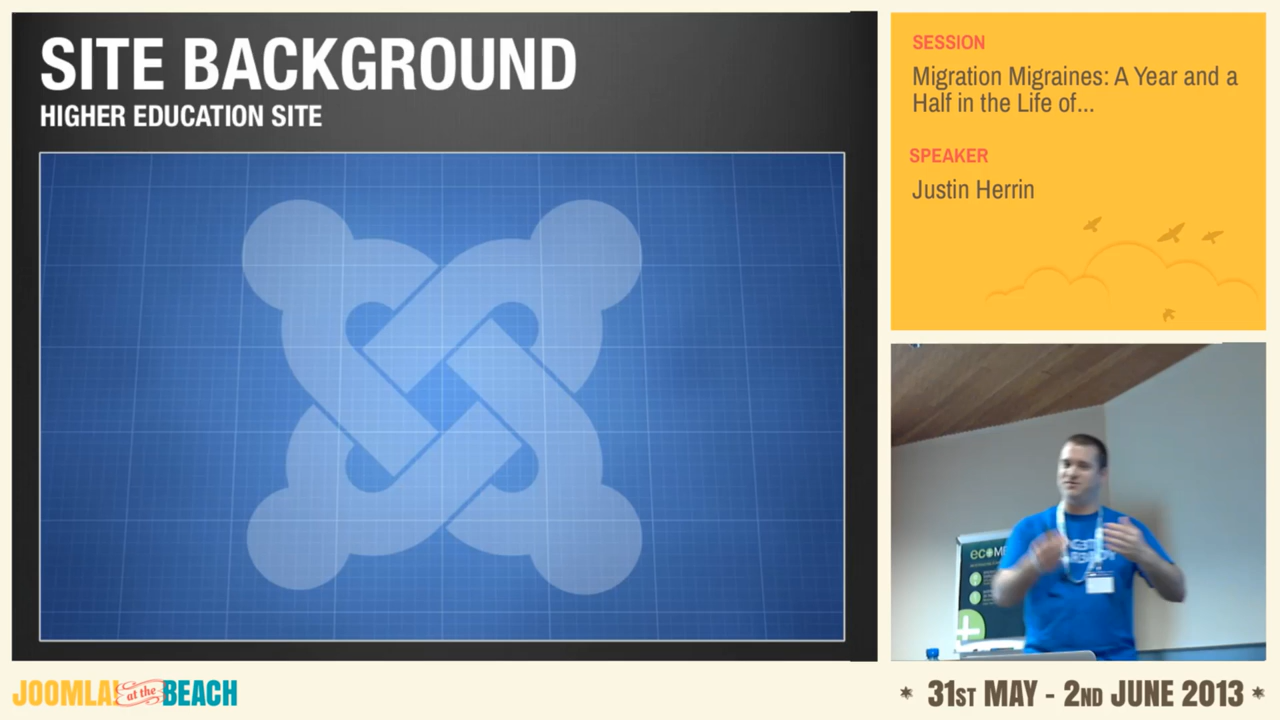 SITE BACKGROUND
HIGHER EDUCATION SITE
SESSION
Migration Migraines: A Year and a
Half in the Life of...
SPEAKER
Justin Herrin
JOOMLA! at the BEACH
* 31ST MAY - 2ND JUNE 2013 *